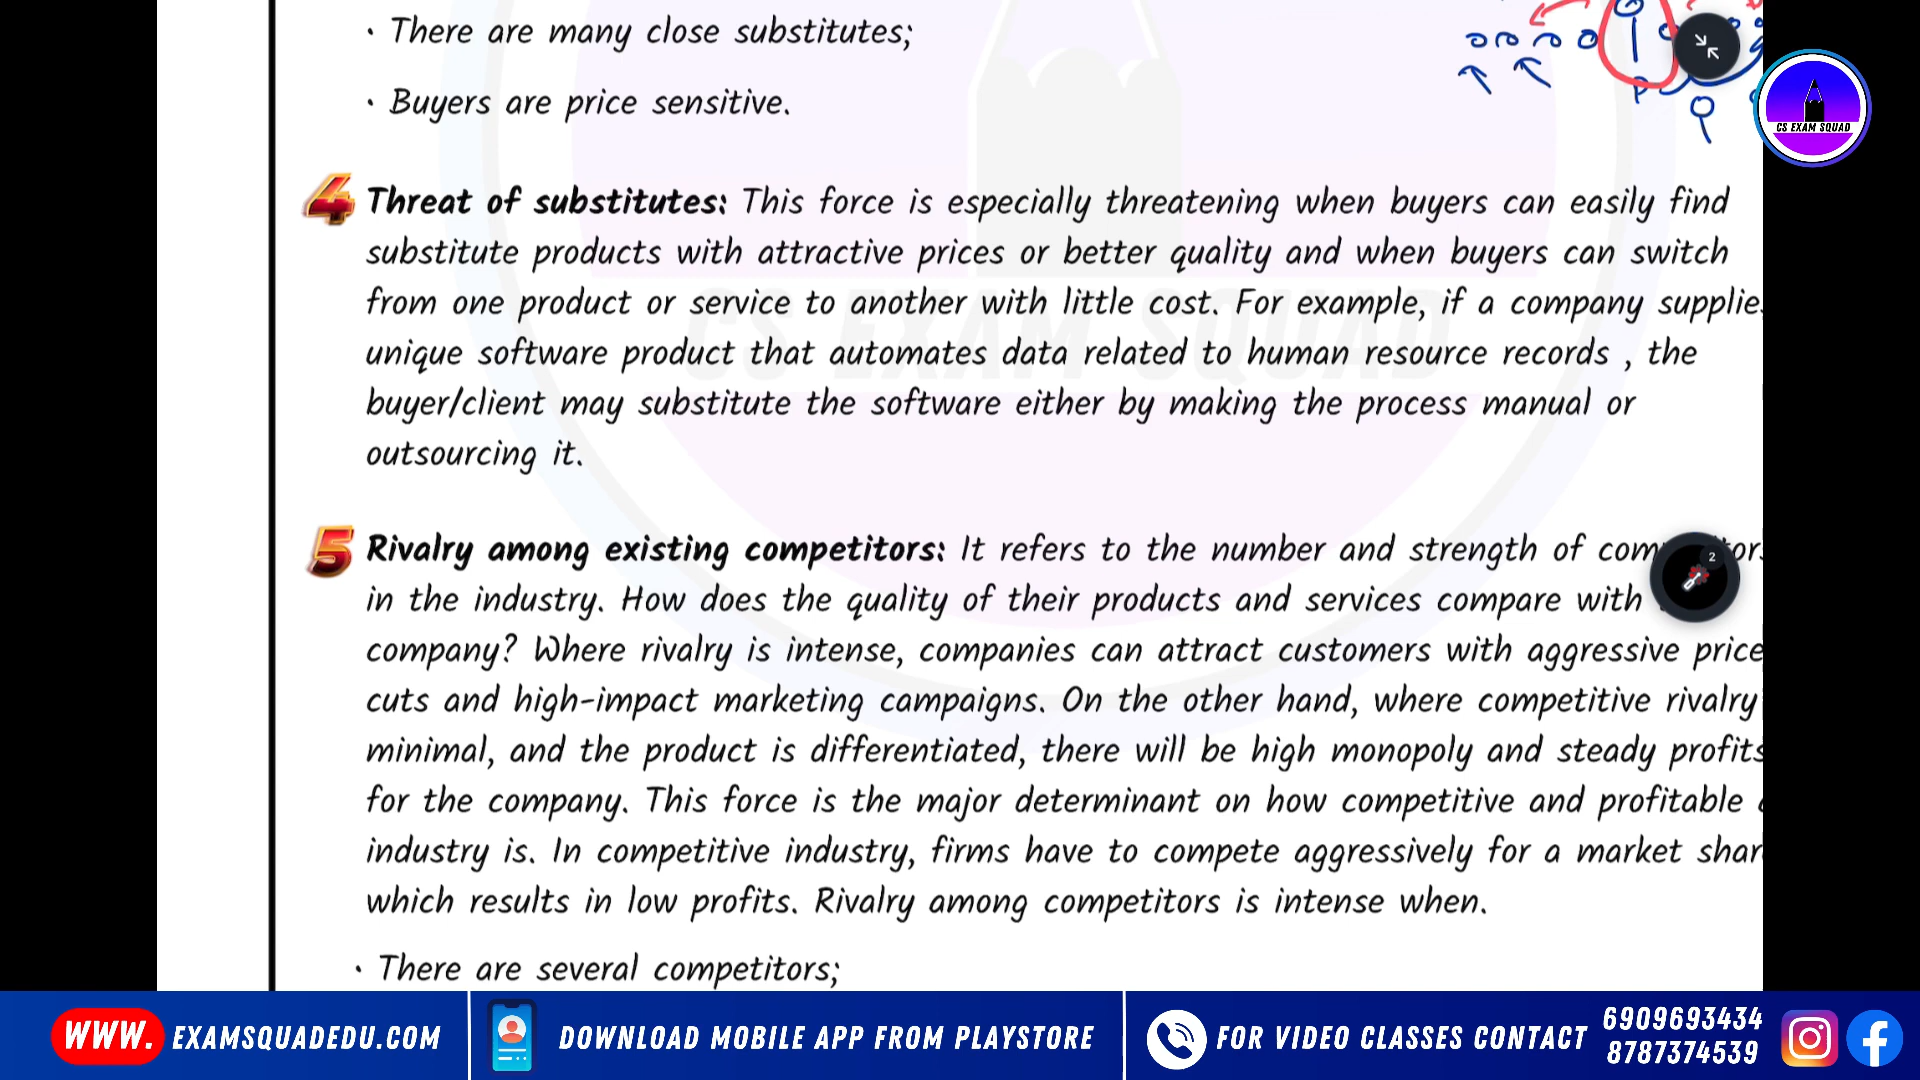 · There are many close substitutes;
· Buyers are price sensitive.
CS EXAM SQUAD
4 Threat of substitutes: This force is especially threatening when buyers can easily find
substitute products with attractive prices or better quality and when buyers can switch
from one product or service to another with little cost. For example, if a company
unique software product that automates data related to human resource records , the
buyer/client may substitute the software either by making the process manual or
outsourcing it.
CS EXAM SQUAD
5 Rivalry among existing competitors: It refers to the number and strength of
2
in the industry. How does the quality of their products and services compare with
company? Where rivalry is intense, companies can attract customers with aggressive price
cuts and high-impact marketing campaigns. On the other hand, where competitive rivalry
minimal, and the product is differentiated, there will be high monopoly and steady profits
for the company. This force is the major determinant on how competitive and profitable
industry is. In competitive industry, firms have to compete aggressively for a market
which results in low profits. Rivalry among competitors is intense when.
· There are several competitors;
WWW. EXAMSQUADEDU.COM
DOWNLOAD MOBILE APP FROM PLAYSTORE
FOR VIDEO CLASSES CONTACT
6909693434
8787374539